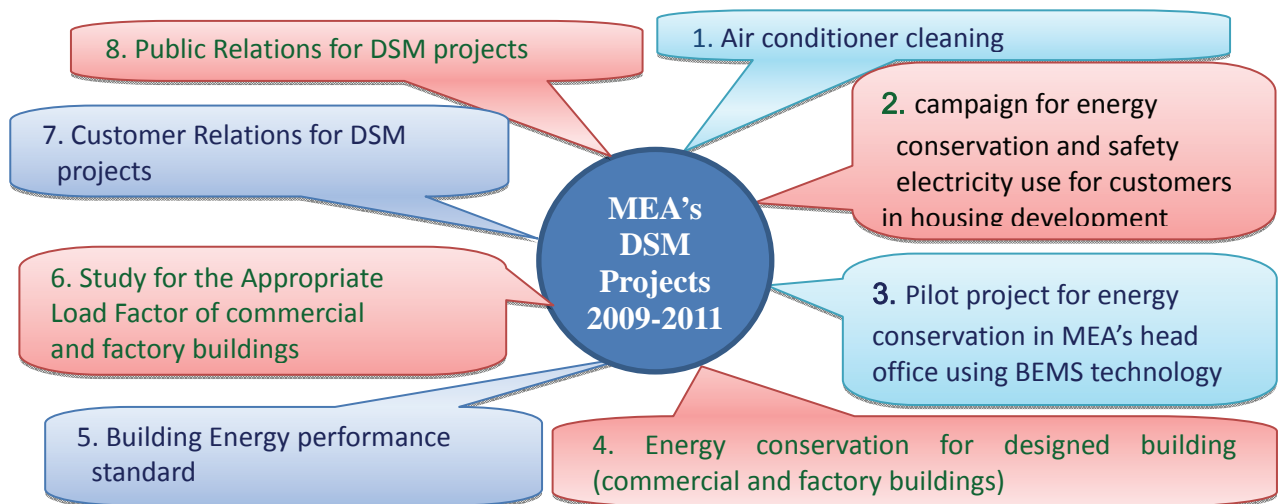 8. Public Relations for DSM projects
1. Air conditioner cleaning
2. campaign for energy
conservation and safety
electricity use for customers
in housing development
7. Customer Relations for DSM
projects
MEA's
DSM
Projects
2009-2011
6. Study for the Appropriate
Load Factor of commercial
and factory buildings
3. Pilot project for energy
conservation in MEA's head
office using BEMS technology
5. Building Energy performance
standard
4. Energy conservation for designed building
(commercial and factory buildings)